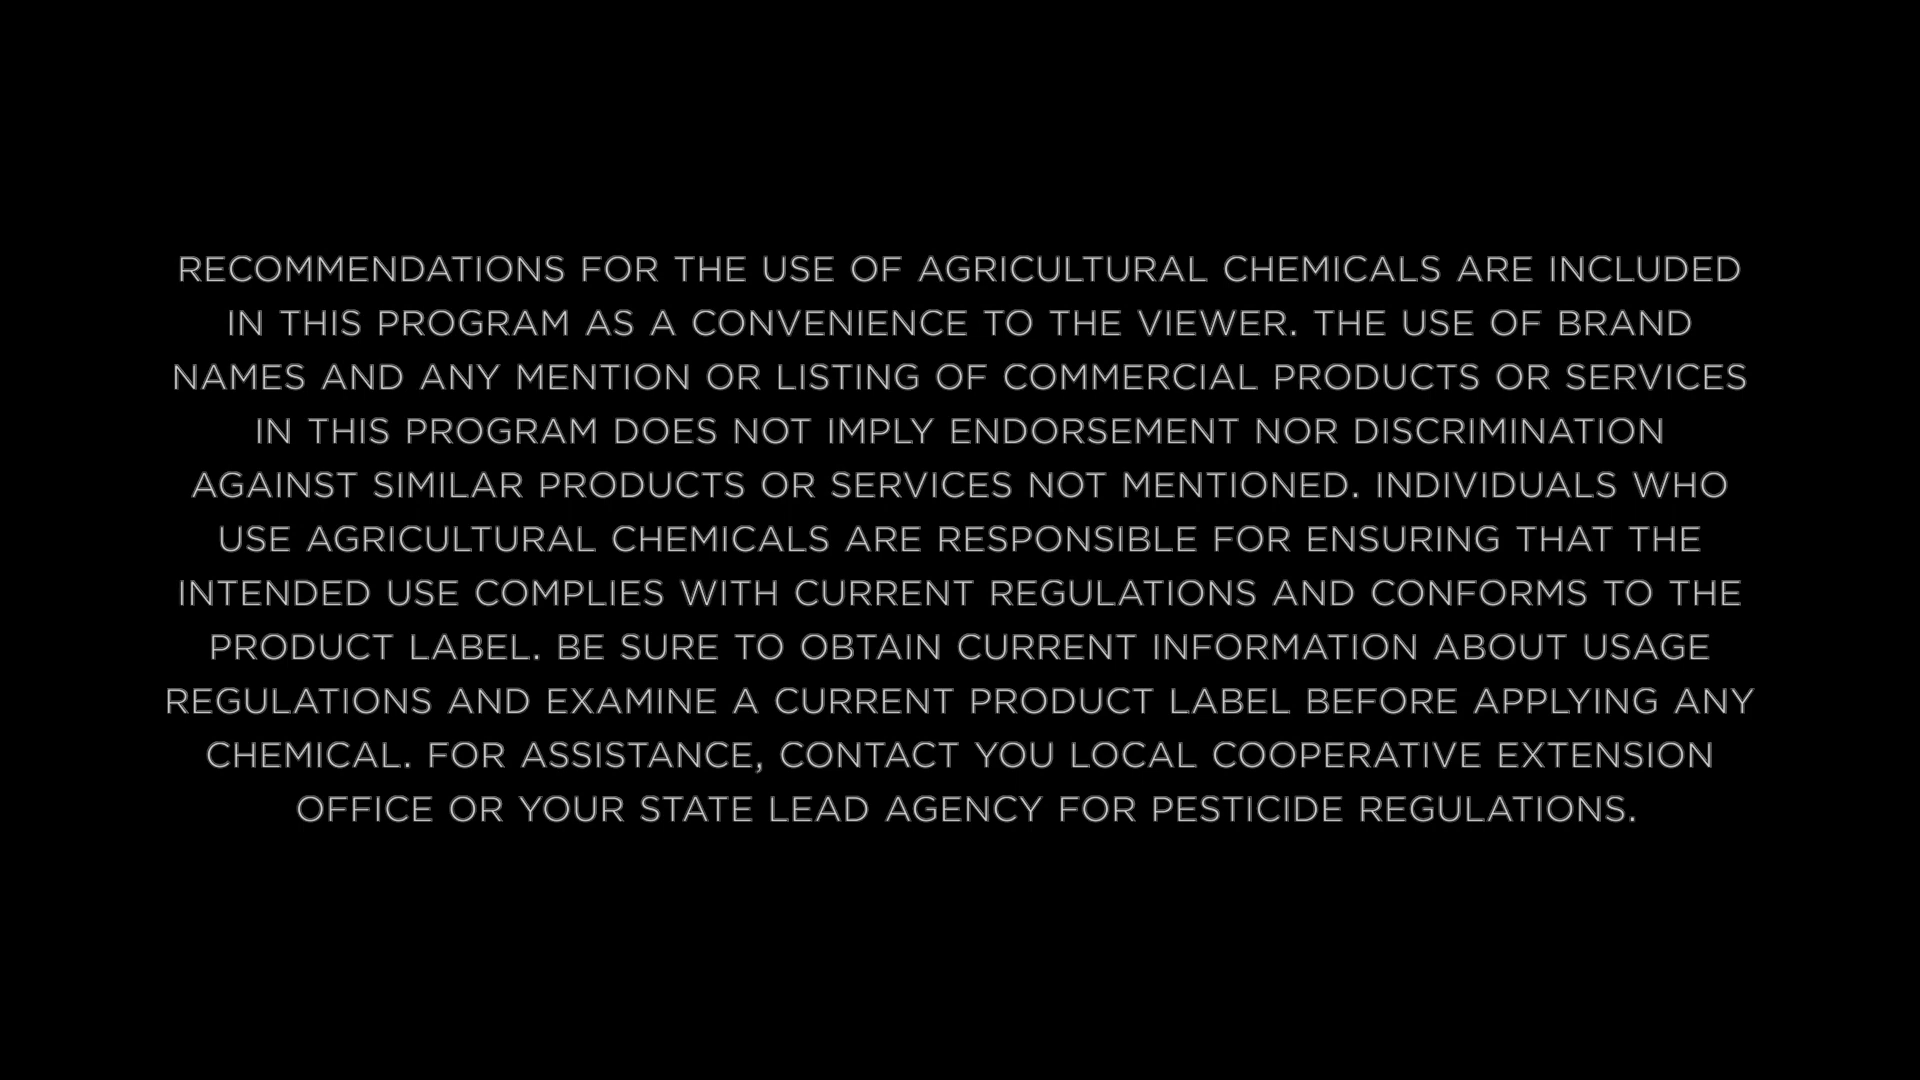 RECOMMENDATIONS FOR THE USE OF AGRICULTURAL CHEMICALS ARE INCLUDED
IN THIS PROGRAM AS A CONVENIENCE TO THE VIEWER. THE USE OF BRAND
NAMES AND ANY MENTION OR LISTING OF COMMERCIAL PRODUCTS OR SERVICES
IN THIS PROGRAM DOES NOT IMPLY ENDORSEMENT NOR DISCRIMINATION
AGAINST SIMILAR PRODUCTS OR SERVICES NOT MENTIONED. INDIVIDUALS WHO
USE AGRICULTURAL CHEMICALS ARE RESPONSIBLE FOR ENSURING THAT THE
INTENDED USE COMPLIES WITH CURRENT REGULATIONS AND CONFORMS TO THE
PRODUCT LABEL. BE SURE TO OBTAIN CURRENT INFORMATION ABOUT USAGE
REGULATIONS AND EXAMINE A CURRENT PRODUCT LABEL BEFORE APPLYING ANY
CHEMICAL. FOR ASSISTANCE, CONTACT YOU LOCAL COOPERATIVE EXTENSION
OFFICE OR YOUR STATE LEAD AGENCY FOR PESTICIDE REGULATIONS.